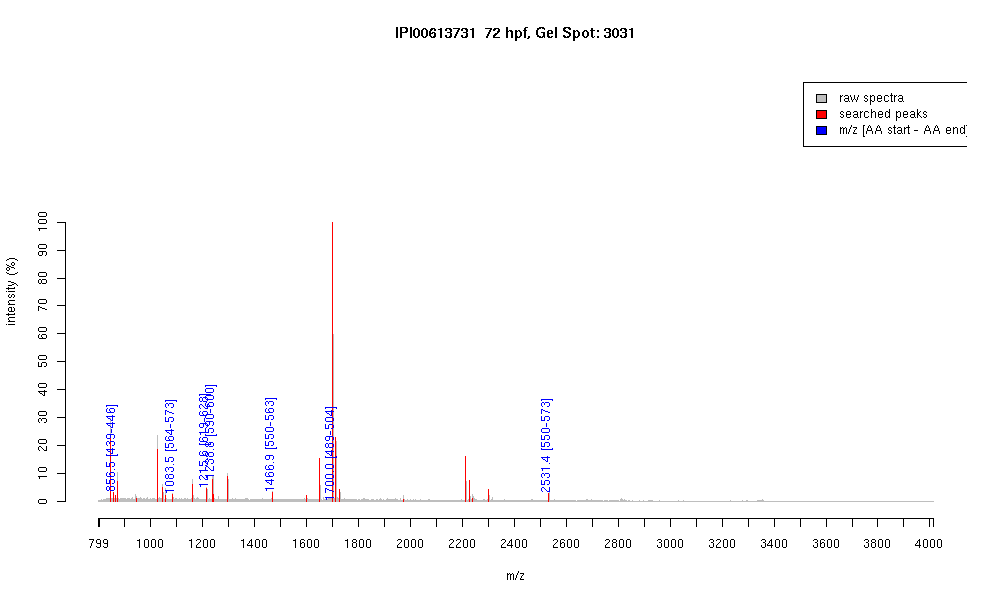 IPI00613731 72 hpf, Gel Spot: 3031
raw spectra
searched peaks
m/z [AA start - AA end]
intensity (%)
100
90
80
70
60
50
40
30
20
10
0
856.5 [439-446]
1083.5 [564-573]
1215.6 [619-628]
1238.6 [590-600]
1466.9 [550-563]
1700.0 [489-504]
2531.4 [550-573]
799 1000 1200 1400 1600 1800 2000 2200 2400 2600 2800 3000 3200 3400 3600 3800 4000
m/z